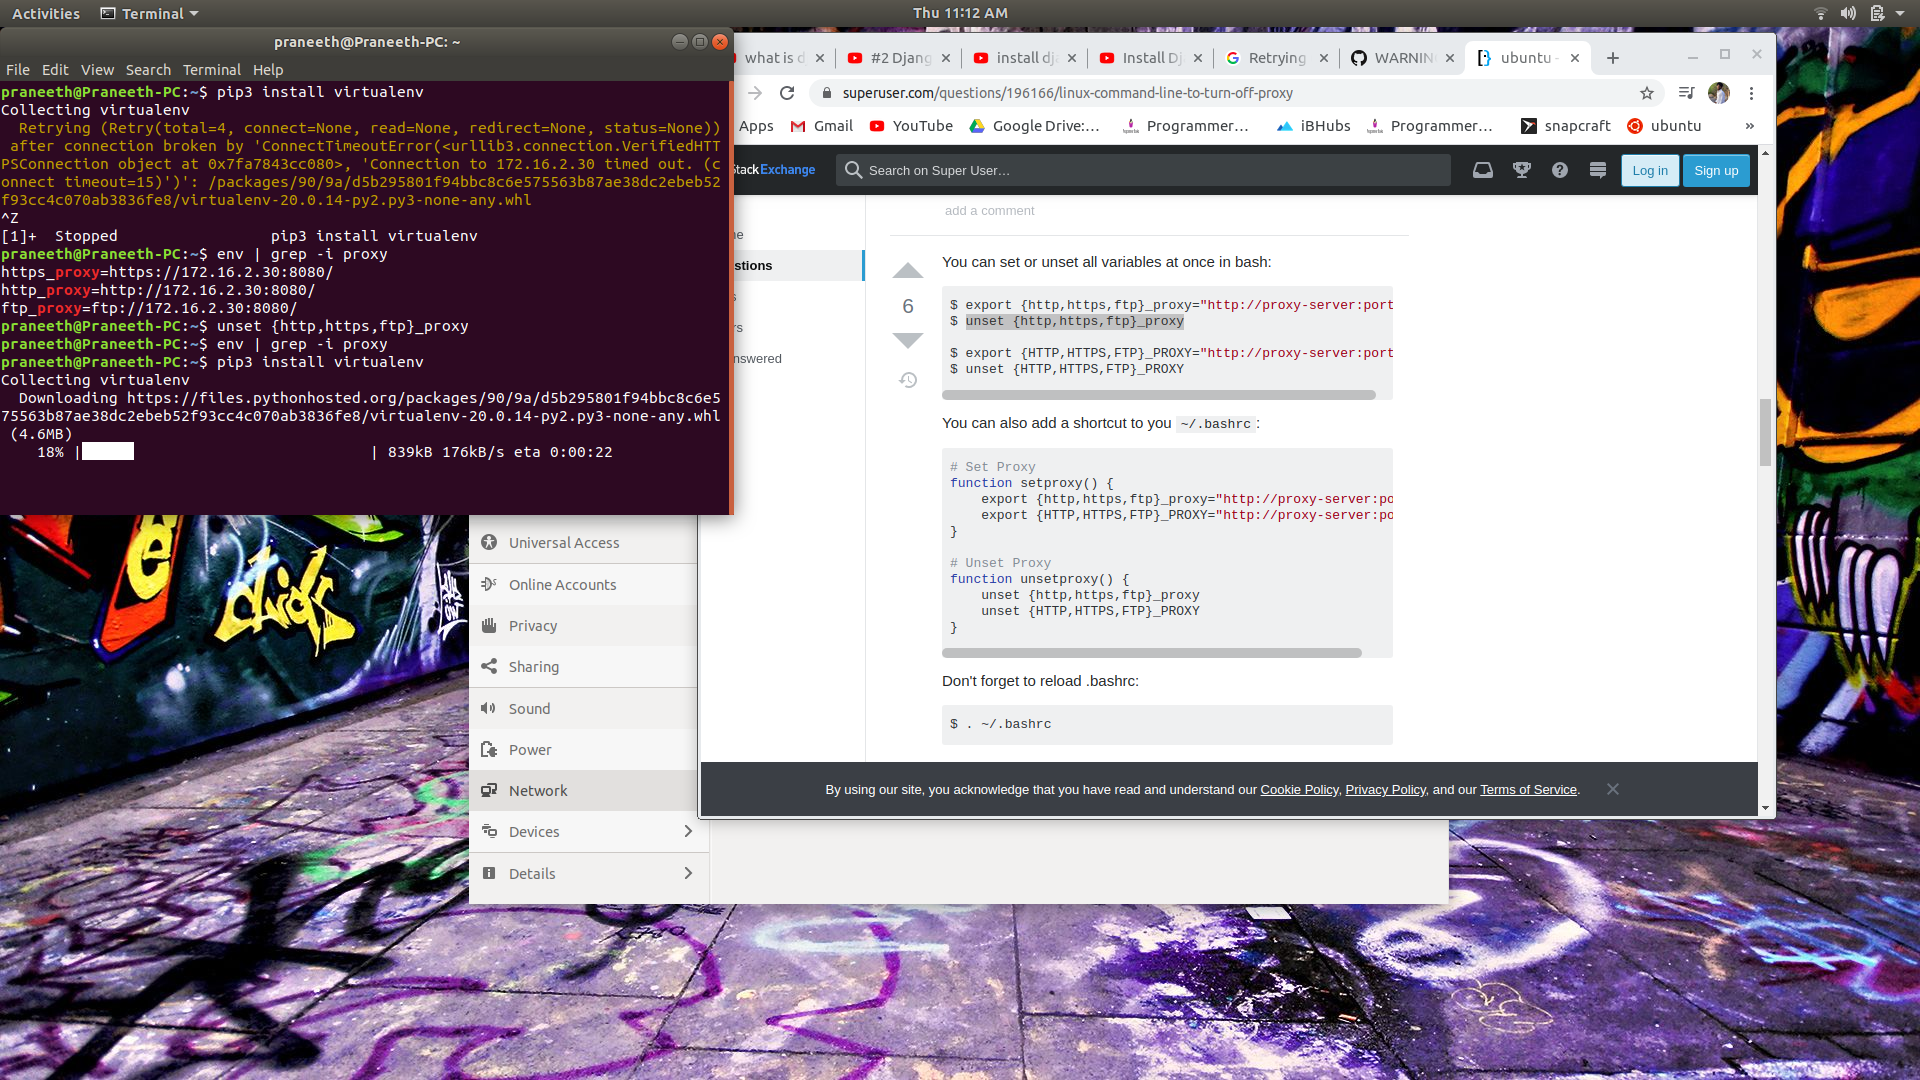 Activities
Terminal
Thu 11:12 AM
praneeth@Praneeth-PC: ~
File Edit View Search Terminal Help
praneeth@Praneeth-PC:~$ pip3 install virtualenv
Collecting virtualenv
Retrying (Retry(total=4, connect=None, read=None, redirect=None, status=None))
after connection broken by 'ConnectTimeoutError(<urllib3.connection.VerifiedHTT
PSConnection object at 0x7fa7843cc080>, 'Connection to 172.16.2.30 timed out. (c
onnect timeout=15)')': /packages/90/9a/d5b295801f94bbc8c6e575563b87ae38dc2ebeb52
f93cc4c070ab3836fe8/virtualenv-20.0.14-py2.py3-none-any.whl
^Z
[1]+  Stopped                 pip3 install virtualenv
praneeth@Praneeth-PC:~$ env | grep -i proxy
https_proxy=https://172.16.2.30:8080/
http_proxy=http://172.16.2.30:8080/
ftp_proxy=ftp://172.16.2.30:8080/
praneeth@Praneeth-PC:~$ unset {http,https,ftp}_proxy
praneeth@Praneeth-PC:~$ env | grep -i proxy
praneeth@Praneeth-PC:~$ pip3 install virtualenv
Collecting virtualenv
Downloading https://files.pythonhosted.org/packages/90/9a/d5b295801f94bbc8c6e5
75563b87ae38dc2ebeb52f93cc4c070ab3836fe8/virtualenv-20.0.14-py2.py3-none-any.whl
(4.6MB)
18% | | 839kB 176kB/s eta 0:00:22
Universal Access
Online Accounts
Privacy
Sharing
Sound
Power
Network
Devices
Details
what is d
#2 Djang
install dj
Install Dj
Retrying
WARNIN
ubuntu -
superuser.com/questions/196166/linux-command-line-to-turn-off-proxy
Apps
Gmail
YouTube
Google Drive:...
Programmer...
iBHubs
Programmer...
snapcraft
ubuntu
»
StackExchange
Search on Super User…
Log in
Sign up
me
stions
s
rs
nswered
add a comment
6
You can set or unset all variables at once in bash:
$ export {http,https,ftp}_proxy="http://proxy-server:port
$ unset {http,https,ftp}_proxy
$ export {HTTP,HTTPS,FTP}_PROXY="http://proxy-server:port
$ unset {HTTP,HTTPS,FTP}_PROXY
You can also add a shortcut to you ~/.bashrc :
# Set Proxy
function setproxy() {
export {http,https,ftp}_proxy="http://proxy-server:po
export {HTTP,HTTPS,FTP}_PROXY="http://proxy-server:po
}
# Unset Proxy
function unsetproxy() {
unset {http,https,ftp}_proxy
unset {HTTP,HTTPS,FTP}_PROXY
}
Don't forget to reload .bashrc:
$ . ~/.bashrc
By using our site, you acknowledge that you have read and understand our Cookie Policy, Privacy Policy, and our Terms of Service.